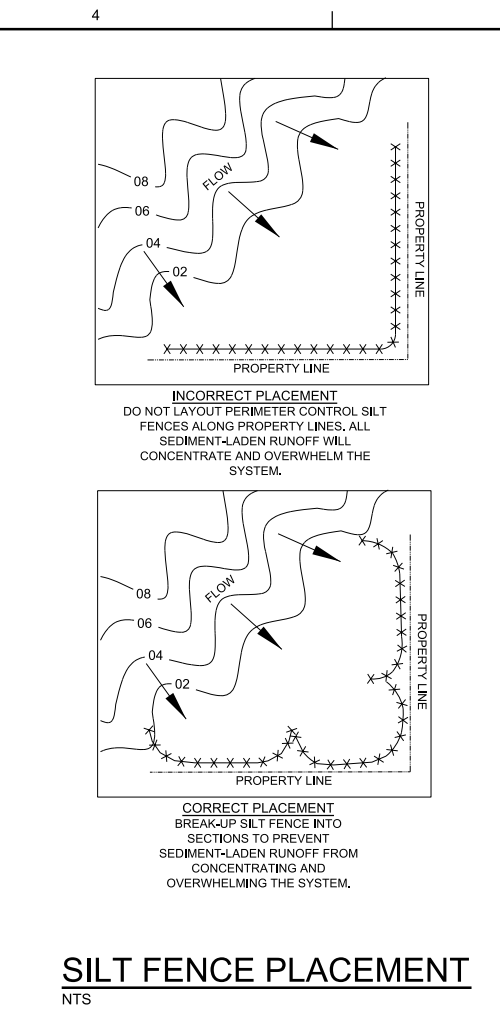 4
08
FLOW
06
04
02
PROPERTY LINE
PROPERTY LINE
INCORRECT PLACEMENT
DO NOT LAYOUT PERIMETER CONTROL SILT
FENCES ALONG PROPERTY LINES. ALL
SEDIMENT-LADEN RUNOFF WILL
CONCENTRATE AND OVERWHELM THE
SYSTEM.
08
FLOW
06
04
02
PROPERTY LINE
PROPERTY LINE
CORRECT PLACEMENT
BREAK-UP SILT FENCE INTO
SECTIONS TO PREVENT
SEDIMENT-LADEN RUNOFF FROM
CONCENTRATING AND
OVERWHELMING THE SYSTEM.
SILT FENCE PLACEMENT
NTS